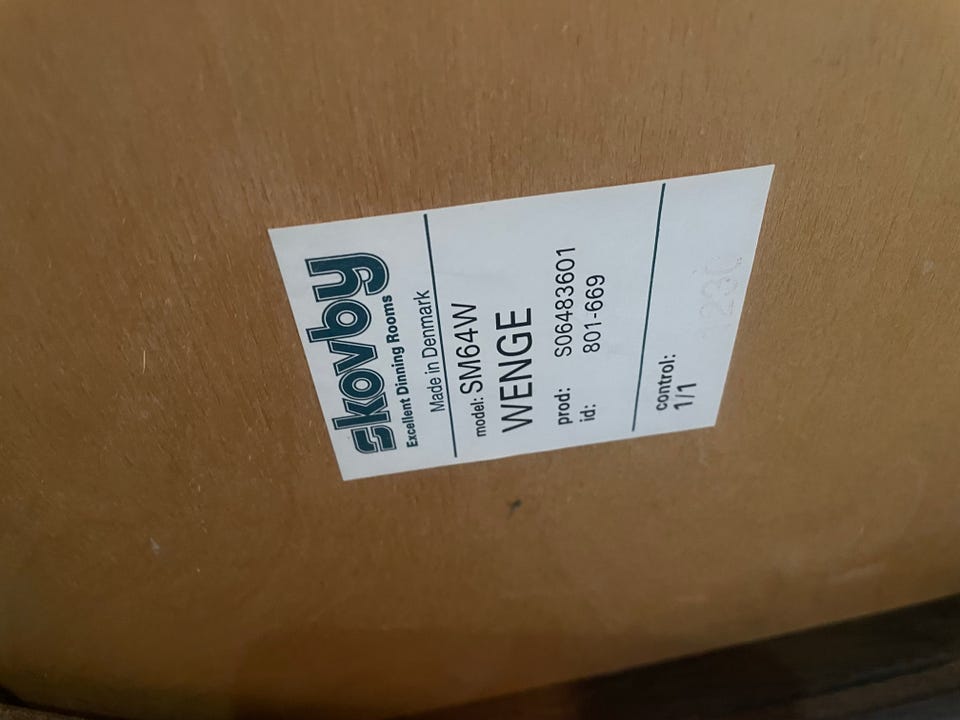 skovby
Excellent Dinning Rooms
Made in Denmark
model: SM64W
WENGE
prod: S06483601
id: 801-669
control:
1/1